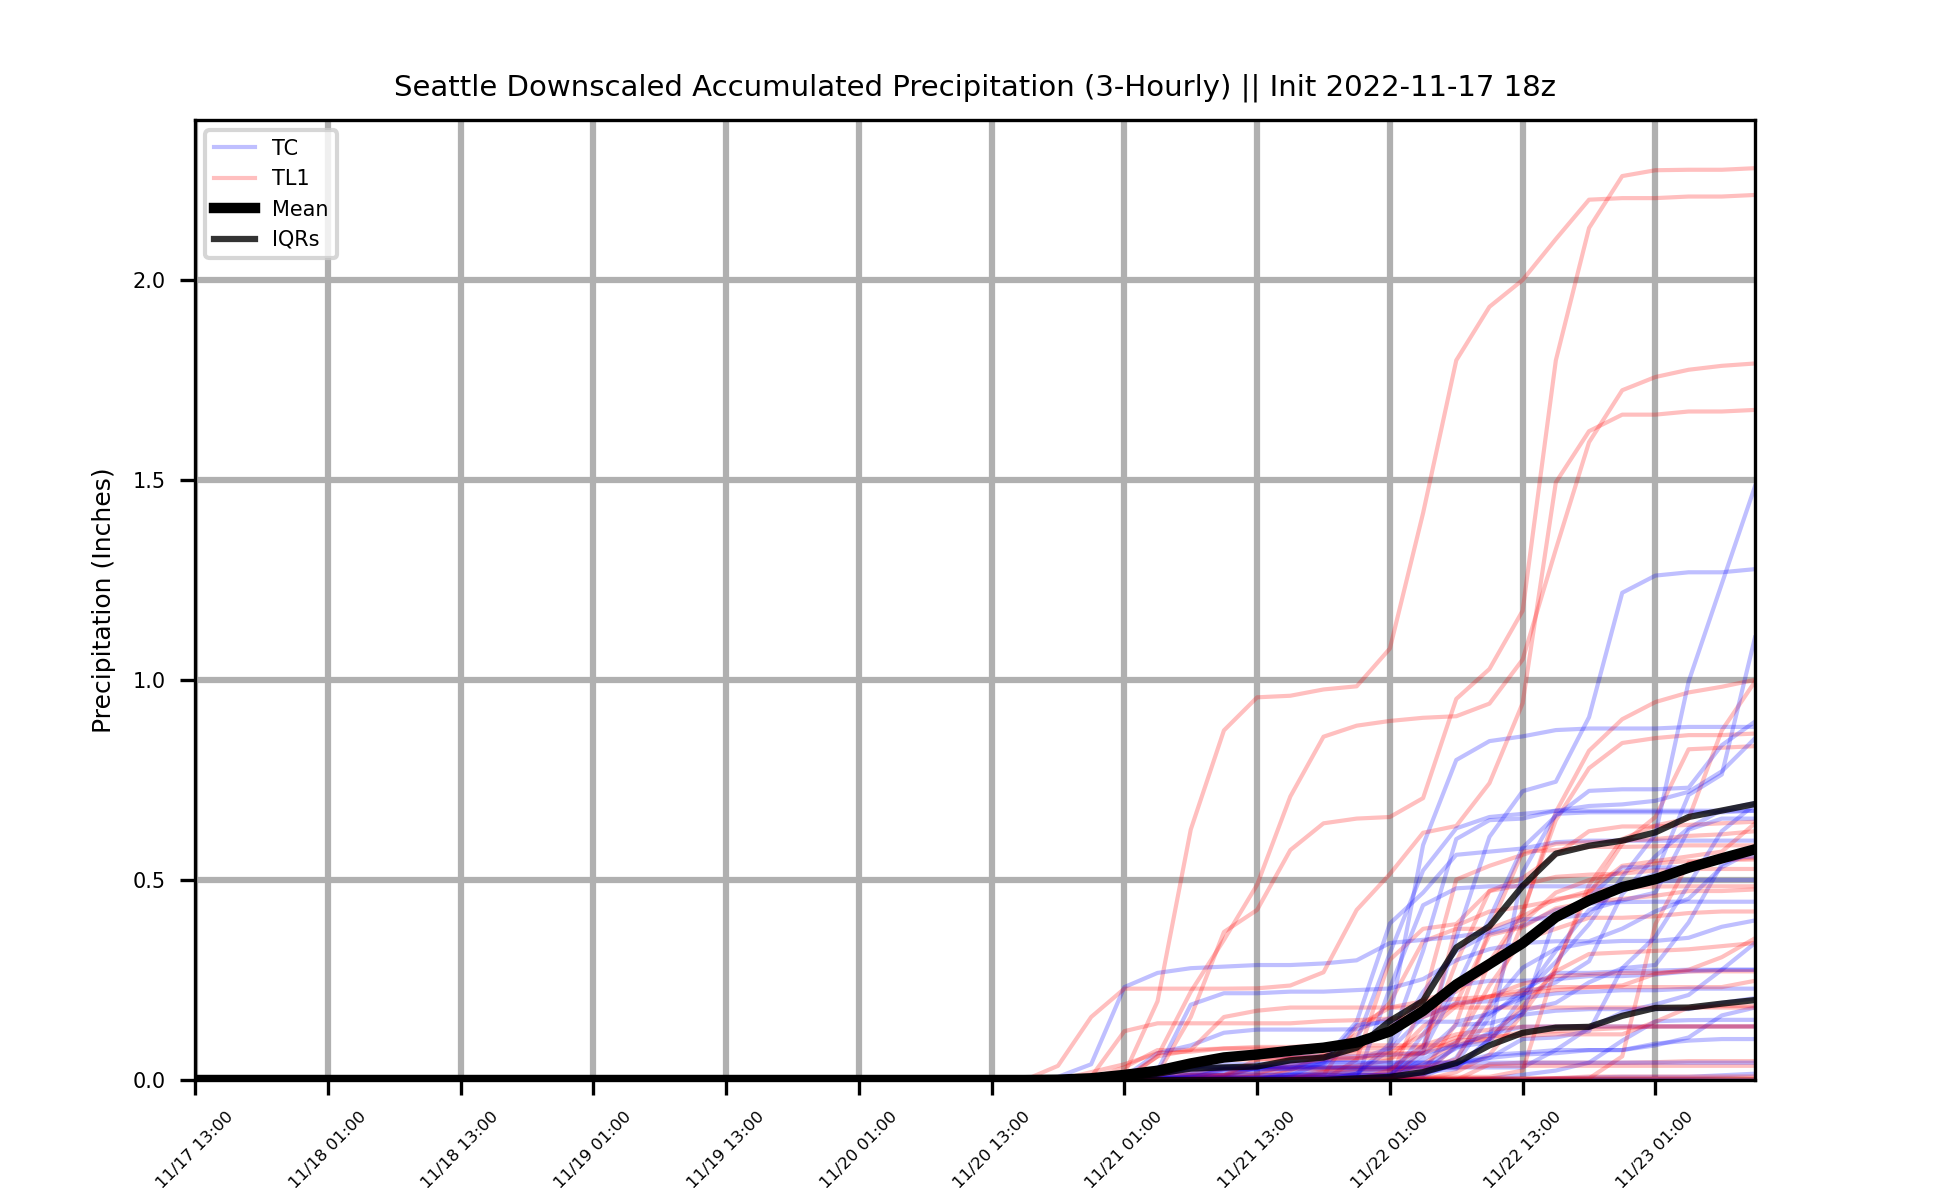 Seattle Downscaled Accumulated Precipitation (3-Hourly) || Init 2022-11-17 18z
TC
TL1
Mean
IQRs
Precipitation (Inches)
2.0
1.5
1.0
0.5
0.0
11/17 13:00
11/18 01:00
11/18 13:00
11/19 01:00
11/19 13:00
11/20 01:00
11/20 13:00
11/21 01:00
11/21 13:00
11/22 01:00
11/22 13:00
11/23 01:00